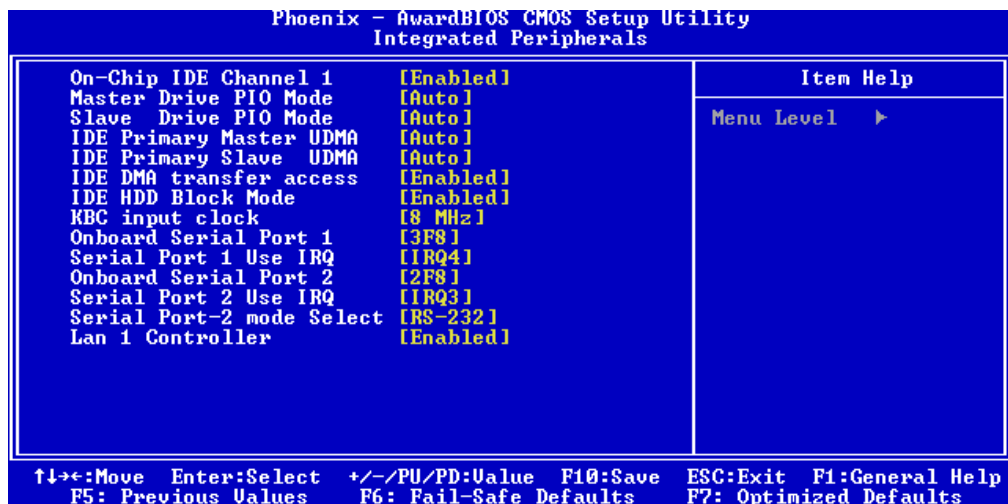 Phoenix - AwardBIOS CMOS Setup Utility
Integrated Peripherals
On-Chip IDE Channel 1 [Enabled]
Master Drive PIO Mode [Auto]
Slave Drive PIO Mode [Auto]
IDE Primary Master UDMA [Auto]
IDE Primary Slave UDMA [Auto]
IDE DMA transfer access [Enabled]
IDE HDD Block Mode [Enabled]
KBC input clock [8 MHz]
Onboard Serial Port 1 [3F8]
Serial Port 1 Use IRQ [IRQ4]
Onboard Serial Port 2 [2F8]
Serial Port 2 Use IRQ [IRQ3]
Serial Port-2 mode Select [RS-232]
Lan 1 Controller [Enabled]
Item Help
Menu Level ►
↑↓→←:Move Enter:Select +/-/PU/PD:Value F10:Save ESC:Exit F1:General Help
F5: Previous Values F6: Fail-Safe Defaults F7: Optimized Defaults